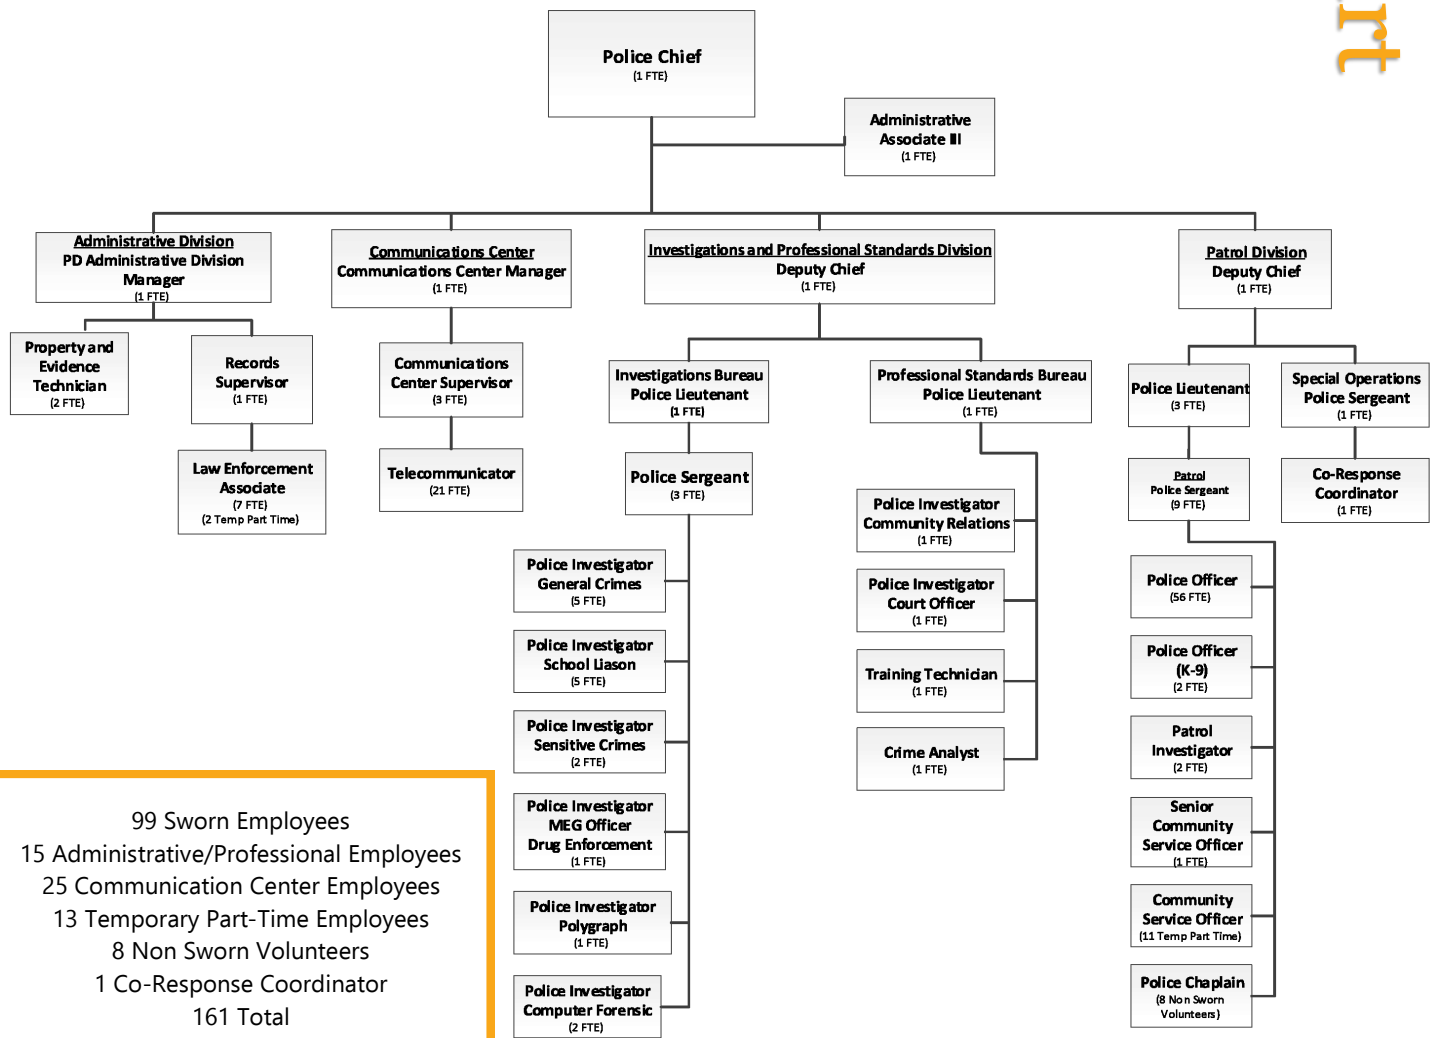 rt
Police Chief
(1 FTE)
Administrative
Associate III
(1 FTE)
Administrative Division
PD Administrative Division
Manager
(1 FTE)
Communications Center
Communications Center Manager
(1 FTE)
Investigations and Professional Standards Division
Deputy Chief
(1 FTE)
Patrol Division
Deputy Chief
(1 FTE)
Property and
Evidence
Technician
(2 FTE)
Records
Supervisor
(1 FTE)
Law Enforcement
Associate
(7 FTE)
(2 Temp Part Time)
Communications
Center Supervisor
(3 FTE)
Telecommunicator
(21 FTE)
Investigations Bureau
Police Lieutenant
(1 FTE)
Police Sergeant
(3 FTE)
Police Investigator
General Crimes
(5 FTE)
Police Investigator
School Liason
(5 FTE)
Police Investigator
Sensitive Crimes
(2 FTE)
Police Investigator
MEG Officer
Drug Enforcement
(1 FTE)
Police Investigator
Polygraph
(1 FTE)
Police Investigator
Computer Forensic
(2 FTE)
Professional Standards Bureau
Police Lieutenant
(1 FTE)
Police Investigator
Community Relations
(1 FTE)
Police Investigator
Court Officer
(1 FTE)
Training Technician
(1 FTE)
Crime Analyst
(1 FTE)
Police Lieutenant
(3 FTE)
Patrol
Police Sergeant
(9 FTE)
Police Officer
(56 FTE)
Police Officer
(K-9)
(2 FTE)
Patrol
Investigator
(2 FTE)
Senior
Community
Service Officer
(1 FTE)
Community
Service Officer
(11 Temp Part Time)
Police Chaplain
(8 Non Sworn
Volunteers)
Special Operations
Police Sergeant
(1 FTE)
Co-Response
Coordinator
(1 FTE)
99 Sworn Employees
15 Administrative/Professional Employees
25 Communication Center Employees
13 Temporary Part-Time Employees
8 Non Sworn Volunteers
1 Co-Response Coordinator
161 Total